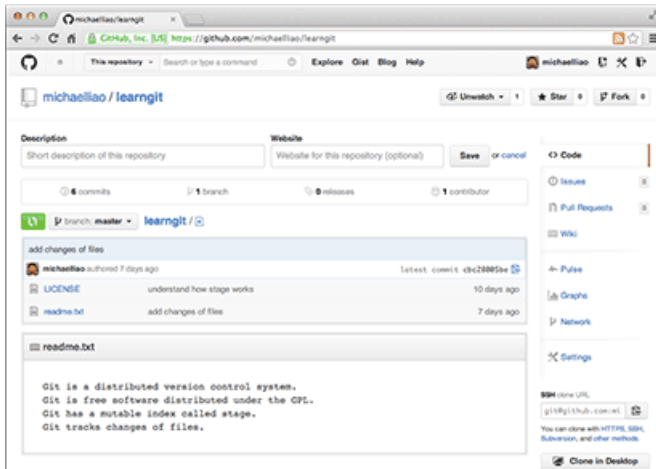 michaelliao/learngit
GitHub, Inc. [US] https://github.com/michaelliao/learngit
This repository Search or type a command Explore Gist Blog Help michaelliao
michaelliao / learngit Unwatch 1 Star 0 Fork 0
Description Website
Short description of this repository Website for this repository (optional) Save or cancel
6 commits 1 branch 0 releases 1 contributor
branch: master learngit /
add changes of files
michaelliao authored 7 days ago latest commit cbc28005be
LICENSE understand how stage works 10 days ago
readme.txt add changes of files 7 days ago
readme.txt
Git is a distributed version control system.
Git is free software distributed under the GPL.
Git has a mutable index called stage.
Git tracks changes of files.
Code
Issues 0
Pull Requests 0
Wiki
Pulse
Graphs
Network
Settings
SSH clone URL
git@github.com:mi
You can clone with HTTPS, SSH,
Subversion, and other methods.
Clone in Desktop